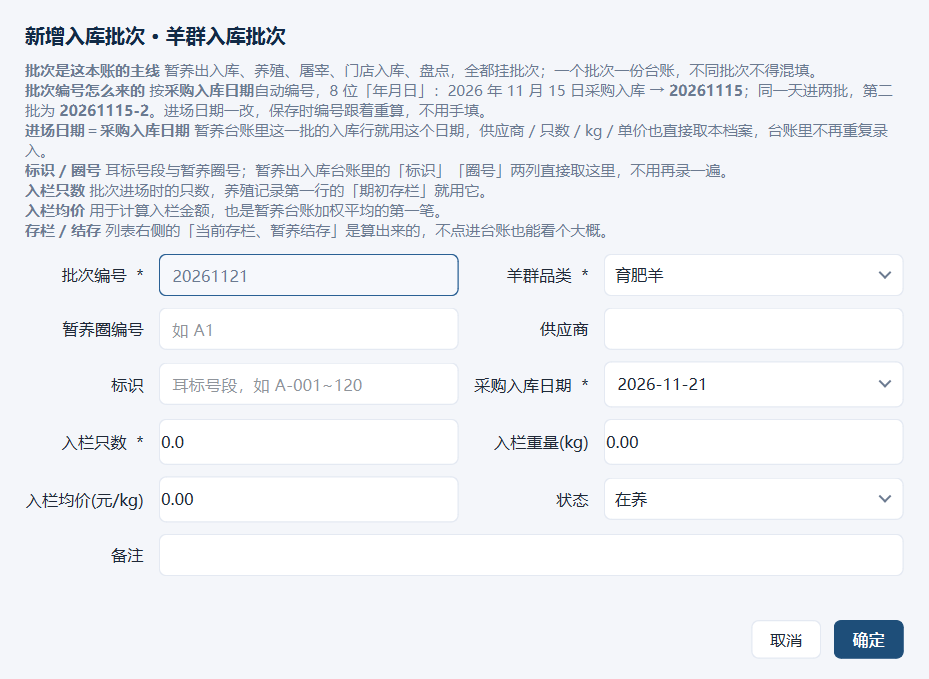 新增入库批次 • 羊群入库批次
批次是这本账的主线 暂养出入库、养殖、屠宰、门店入库、盘点，全都挂批次；一个批次一份台账，不同批次不得混填。
批次编号怎么来的 按采购入库日期自动编号，8 位「年月日」：2026 年 11 月 15 日采购入库 → 20261115；同一天进两批，第二
批为 20261115-2。进场日期一改，保存时编号跟着重算，不用手填。
进场日期 = 采购入库日期 暂养台账里这一批的入库行就用这个日期，供应商 / 只数 / kg / 单价也直接取本档案，台账里不再重复录
入。
标识 / 圈号 耳标号段与暂养圈号；暂养出入库台账里的「标识」「圈号」两列直接取这里，不用再录一遍。
入栏只数 批次进场时的只数，养殖记录第一行的「期初存栏」就用它。
入栏均价 用于计算入栏金额，也是暂养台账加权平均的第一笔。
存栏 / 结存 列表右侧的「当前存栏、暂养结存」是算出来的，不点进台账也能看个大概。
批次编号 * 20261121 羊群品类 * 育肥羊
暂养圈编号 如 A1 供应商
标识 耳标号段，如 A-001~120 采购入库日期 * 2026-11-21
入栏只数 * 0.0 入栏重量(kg) 0.00
入栏均价(元/kg) 0.00 状态 在养
备注
取消 确定